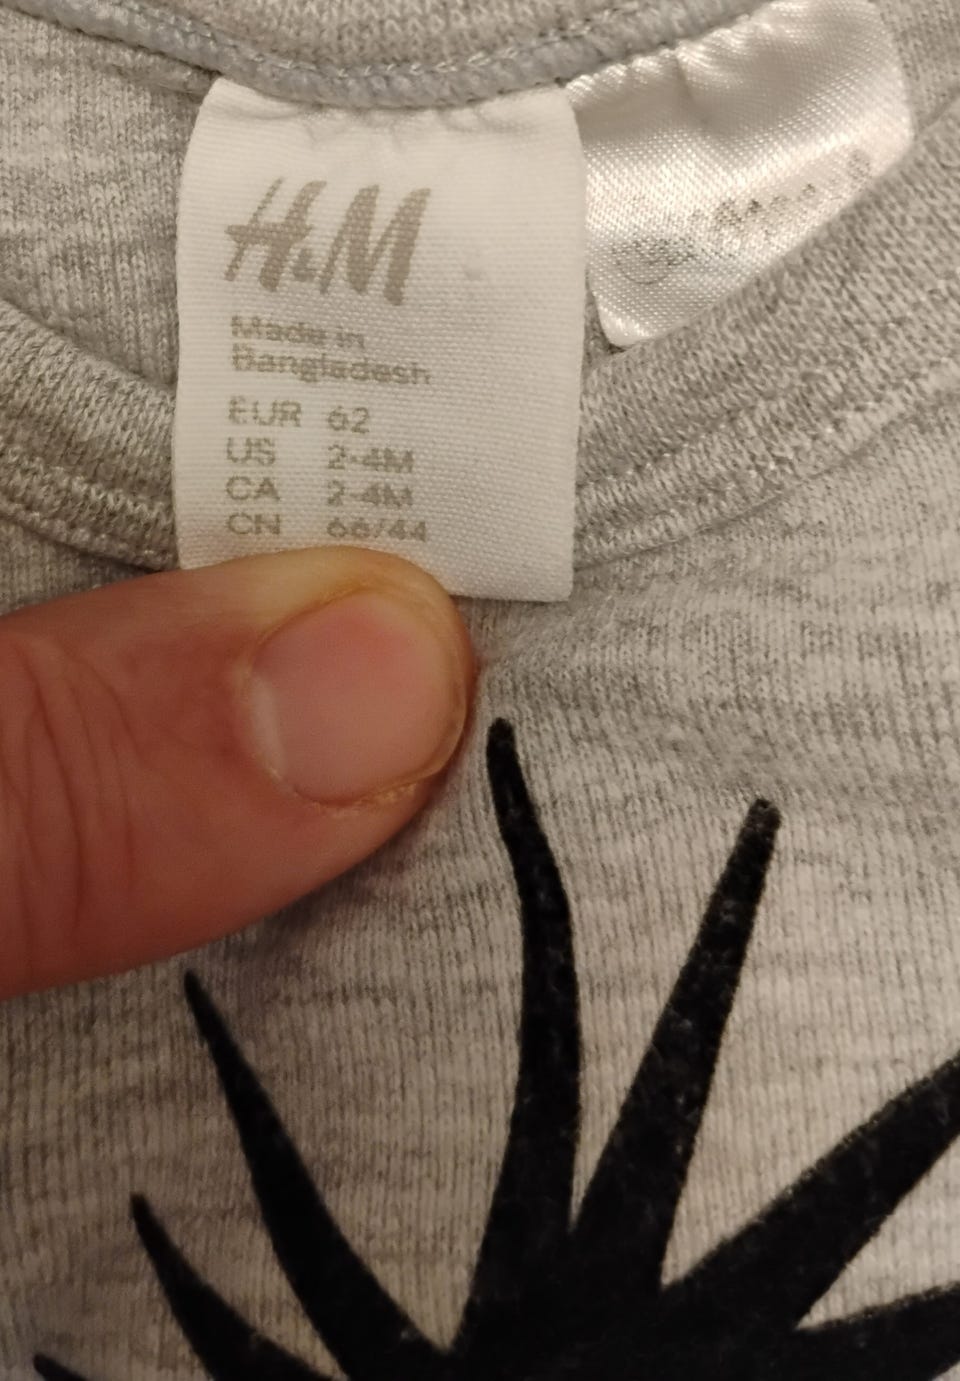 H&M
Made in
Bangladesh
EUR 62
US 2-4M
CA 2-4M
CN 66/44